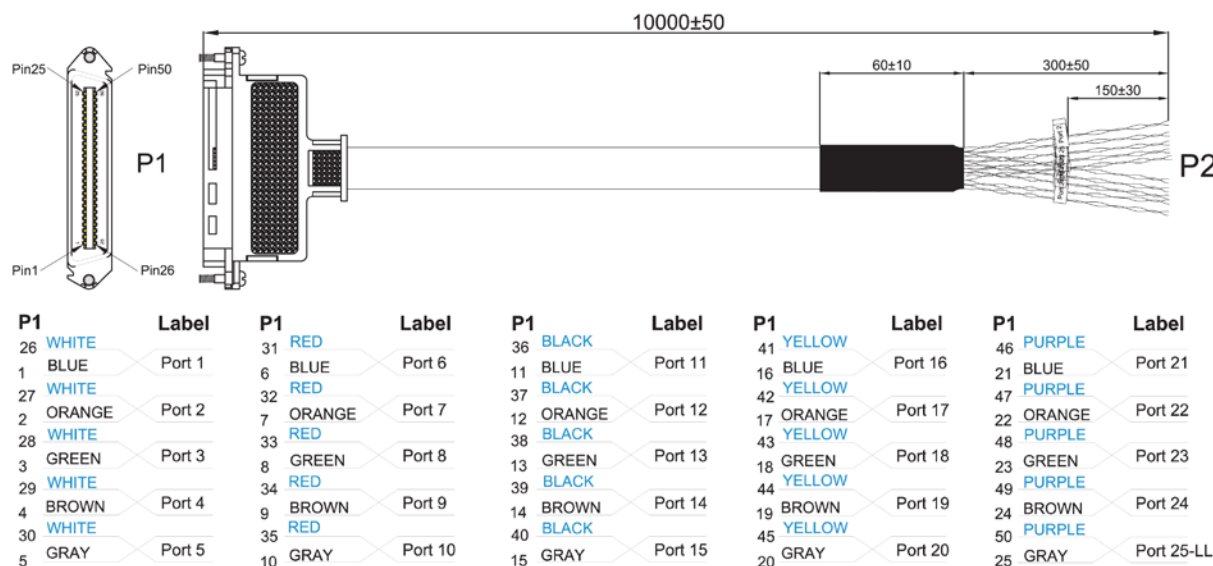 10000±50
60±10
300±50
150±30
Pin25
Pin50
P1
P2
Pin1
Pin26
Port 2
P1 Label
26 WHITE
1 BLUE Port 1
27 WHITE
2 ORANGE Port 2
28 WHITE
3 GREEN Port 3
29 WHITE
4 BROWN Port 4
30 WHITE
5 GRAY Port 5
P1 Label
31 RED
6 BLUE Port 6
32 RED
7 ORANGE Port 7
33 RED
8 GREEN Port 8
34 RED
9 BROWN Port 9
35 RED
10 GRAY Port 10
P1 Label
36 BLACK
11 BLUE Port 11
37 BLACK
12 ORANGE Port 12
38 BLACK
13 GREEN Port 13
39 BLACK
14 BROWN Port 14
40 BLACK
15 GRAY Port 15
P1 Label
41 YELLOW
16 BLUE Port 16
42 YELLOW
17 ORANGE Port 17
43 YELLOW
18 GREEN Port 18
44 YELLOW
19 BROWN Port 19
45 YELLOW
20 GRAY Port 20
P1 Label
46 PURPLE
21 BLUE Port 21
47 PURPLE
22 ORANGE Port 22
48 PURPLE
23 GREEN Port 23
49 PURPLE
24 BROWN Port 24
50 PURPLE
25 GRAY Port 25-LL